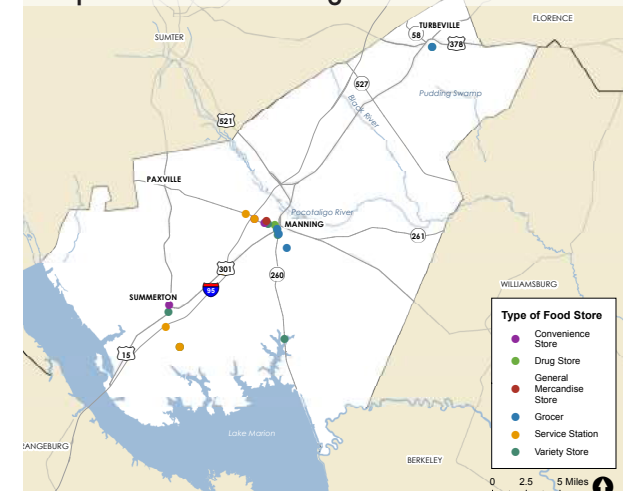 TURBEVILLE
FLORENCE
58
378
SUMTER
527
Pudding Swamp
Black River
521
PAXVILLE
Pocotaligo River
MANNING
261
301
260
95
SUMMERTON
WILLIAMSBURG
15
Lake Marion
BERKELEY
Type of Food Store
Convenience
Store
Drug Store
General
Mercandise
Store
Grocer
Service Station
Variety Store
0 2.5 5 Miles